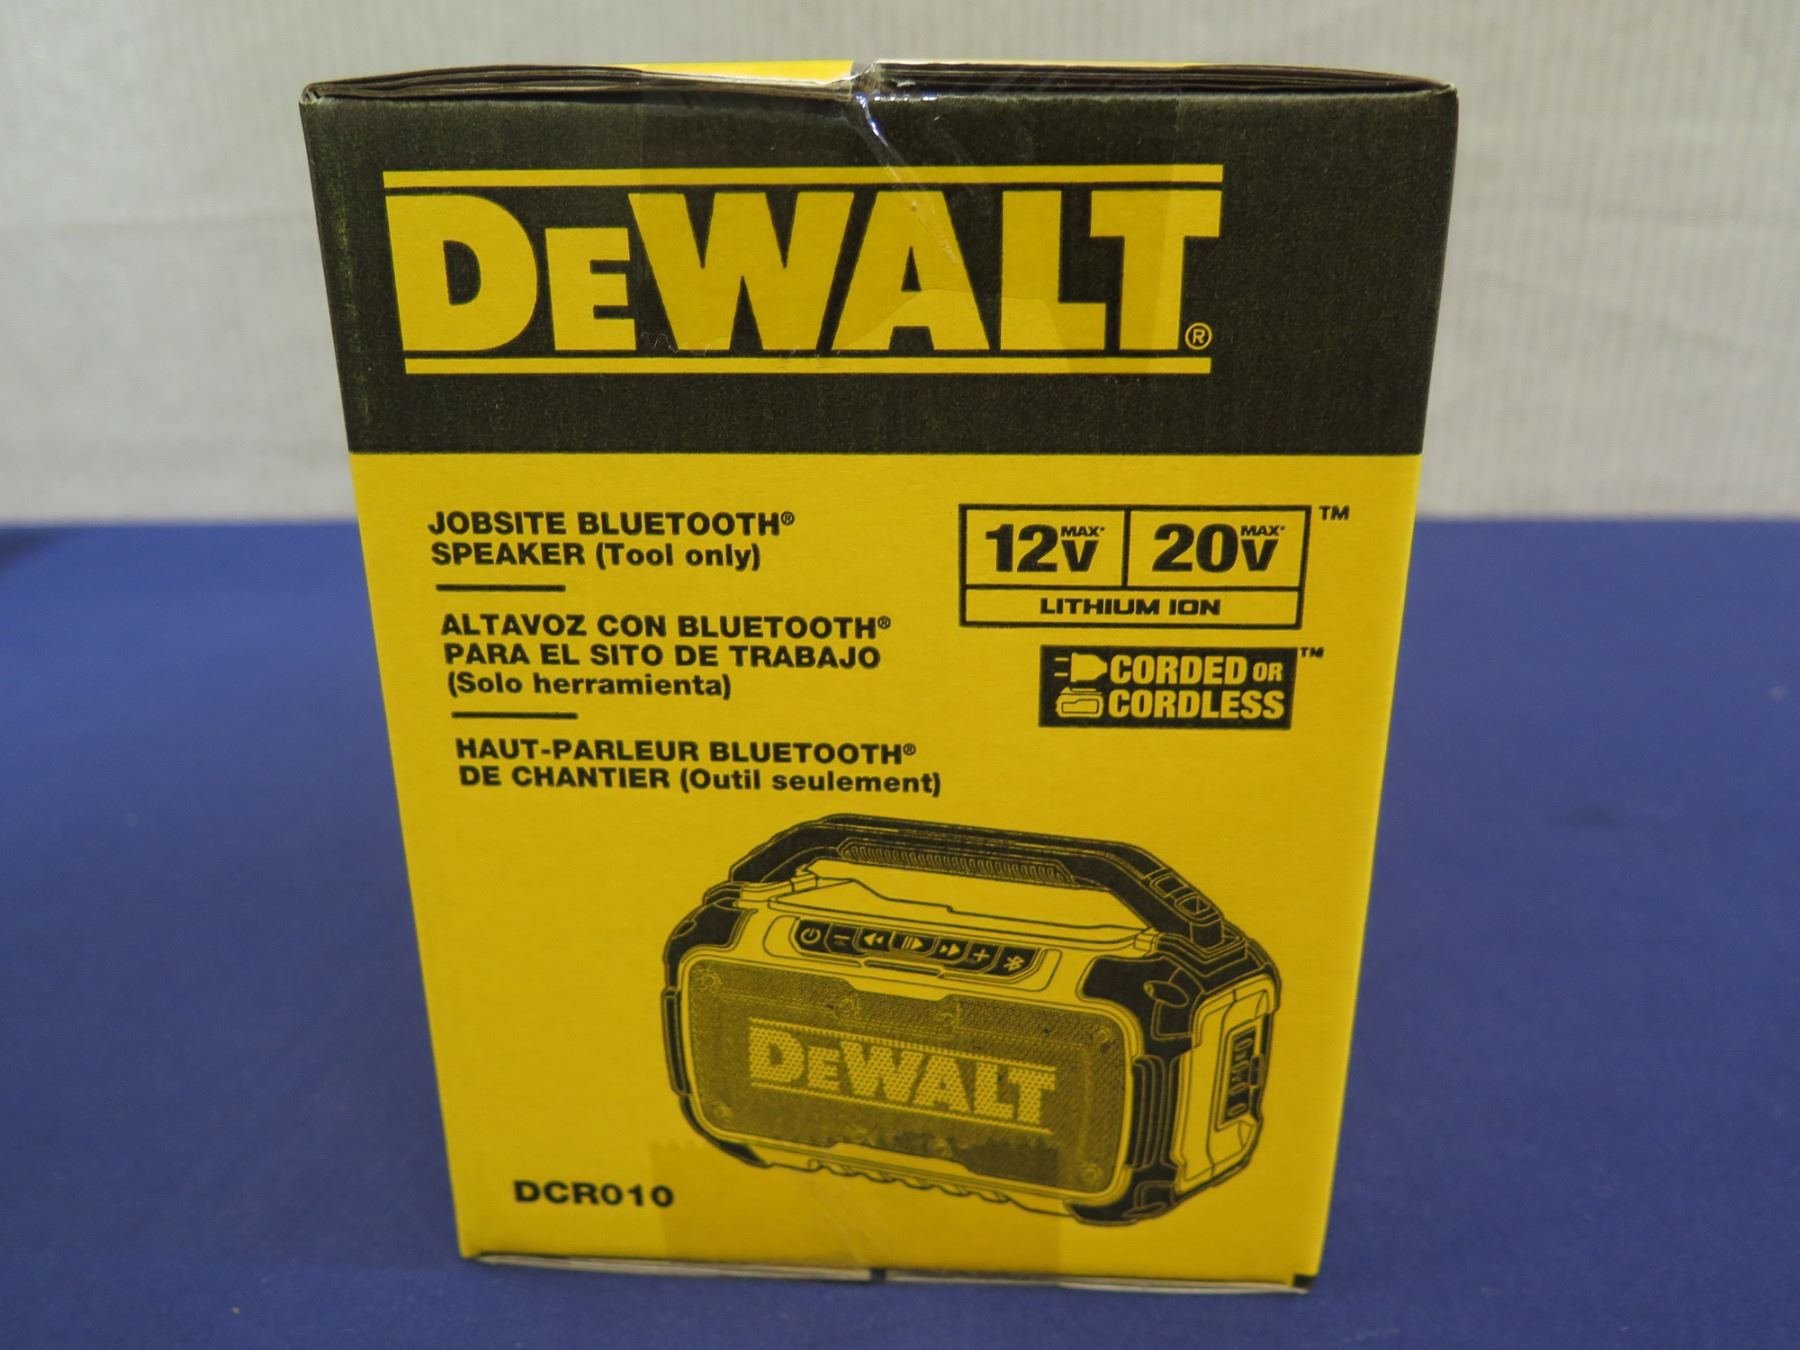 DEWALT®
JOBSITE BLUETOOTH®
SPEAKER (Tool only)
ALTAVOZ CON BLUETOOTH®
PARA EL SITO DE TRABAJO
(Solo herramienta)
HAUT-PARLEUR BLUETOOTH®
DE CHANTIER (Outil seulement)
12V MAX* 20V MAX* ™
LITHIUM ION
CORDED OR ™
CORDLESS
DEWALT
DCR010